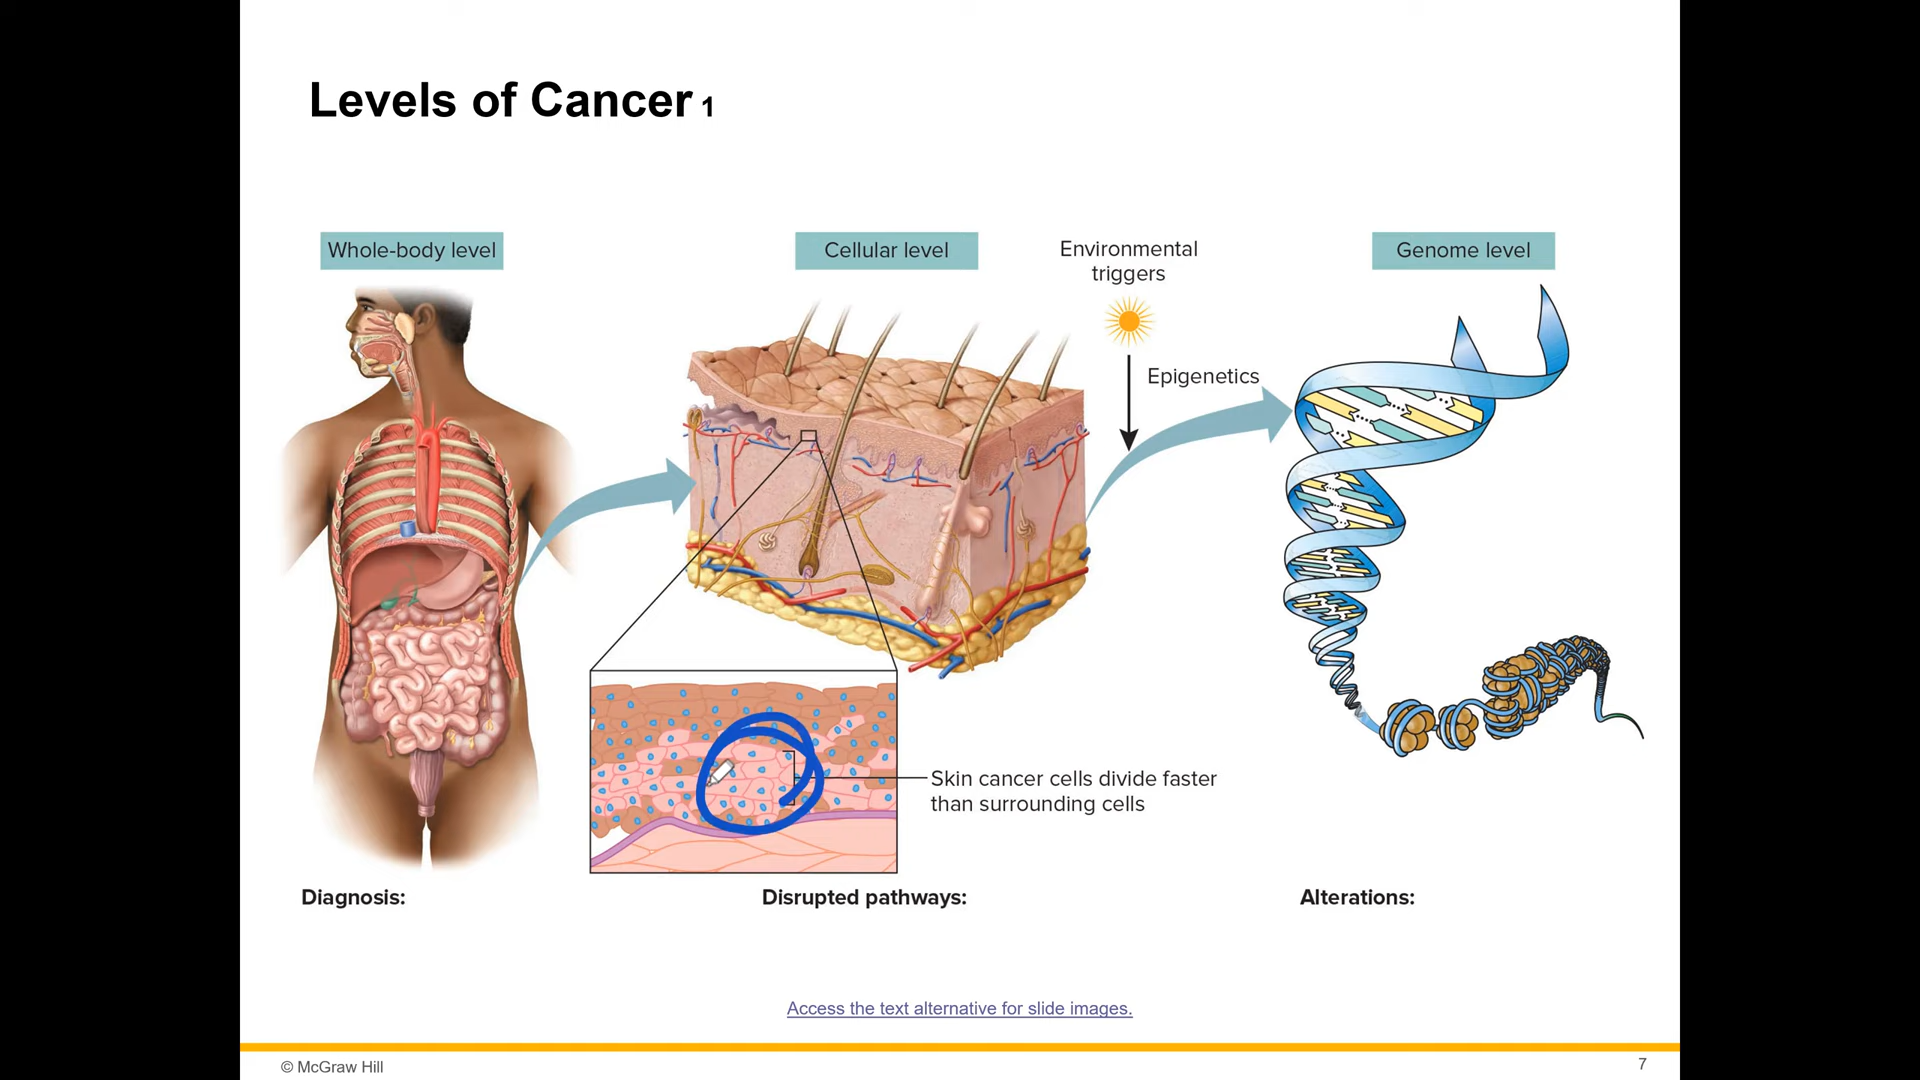 Levels of Cancer 1
Whole-body level
Cellular level
Environmental
triggers
Genome level
Epigenetics
Skin cancer cells divide faster
than surrounding cells
Diagnosis:
Disrupted pathways:
Alterations:
Access the text alternative for slide images.
© McGraw Hill
7